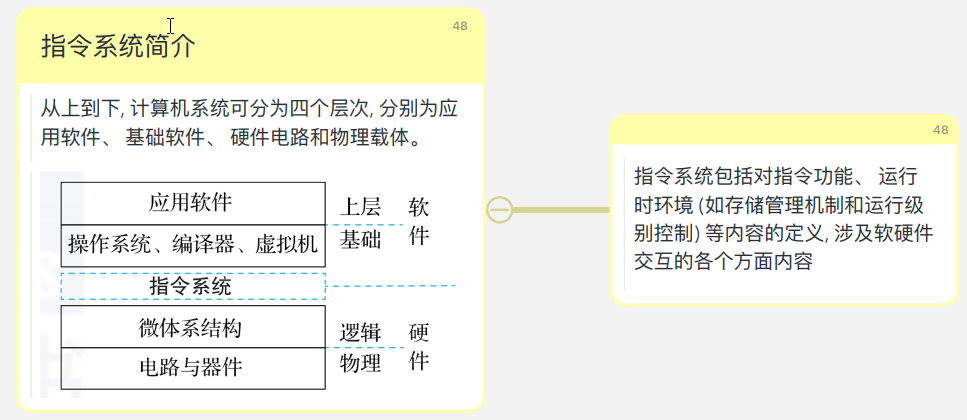 48
指令系统简介
从上到下, 计算机系统可分为四个层次, 分别为应
用软件、 基础软件、 硬件电路和物理载体。
应用软件
上层
软件
操作系统、编译器、虚拟机
基础
指令系统
微体系结构
逻辑
硬件
电路与器件
物理
48
指令系统包括对指令功能、 运行
时环境 (如存储管理机制和运行级
别控制) 等内容的定义, 涉及软硬件
交互的各个方面内容